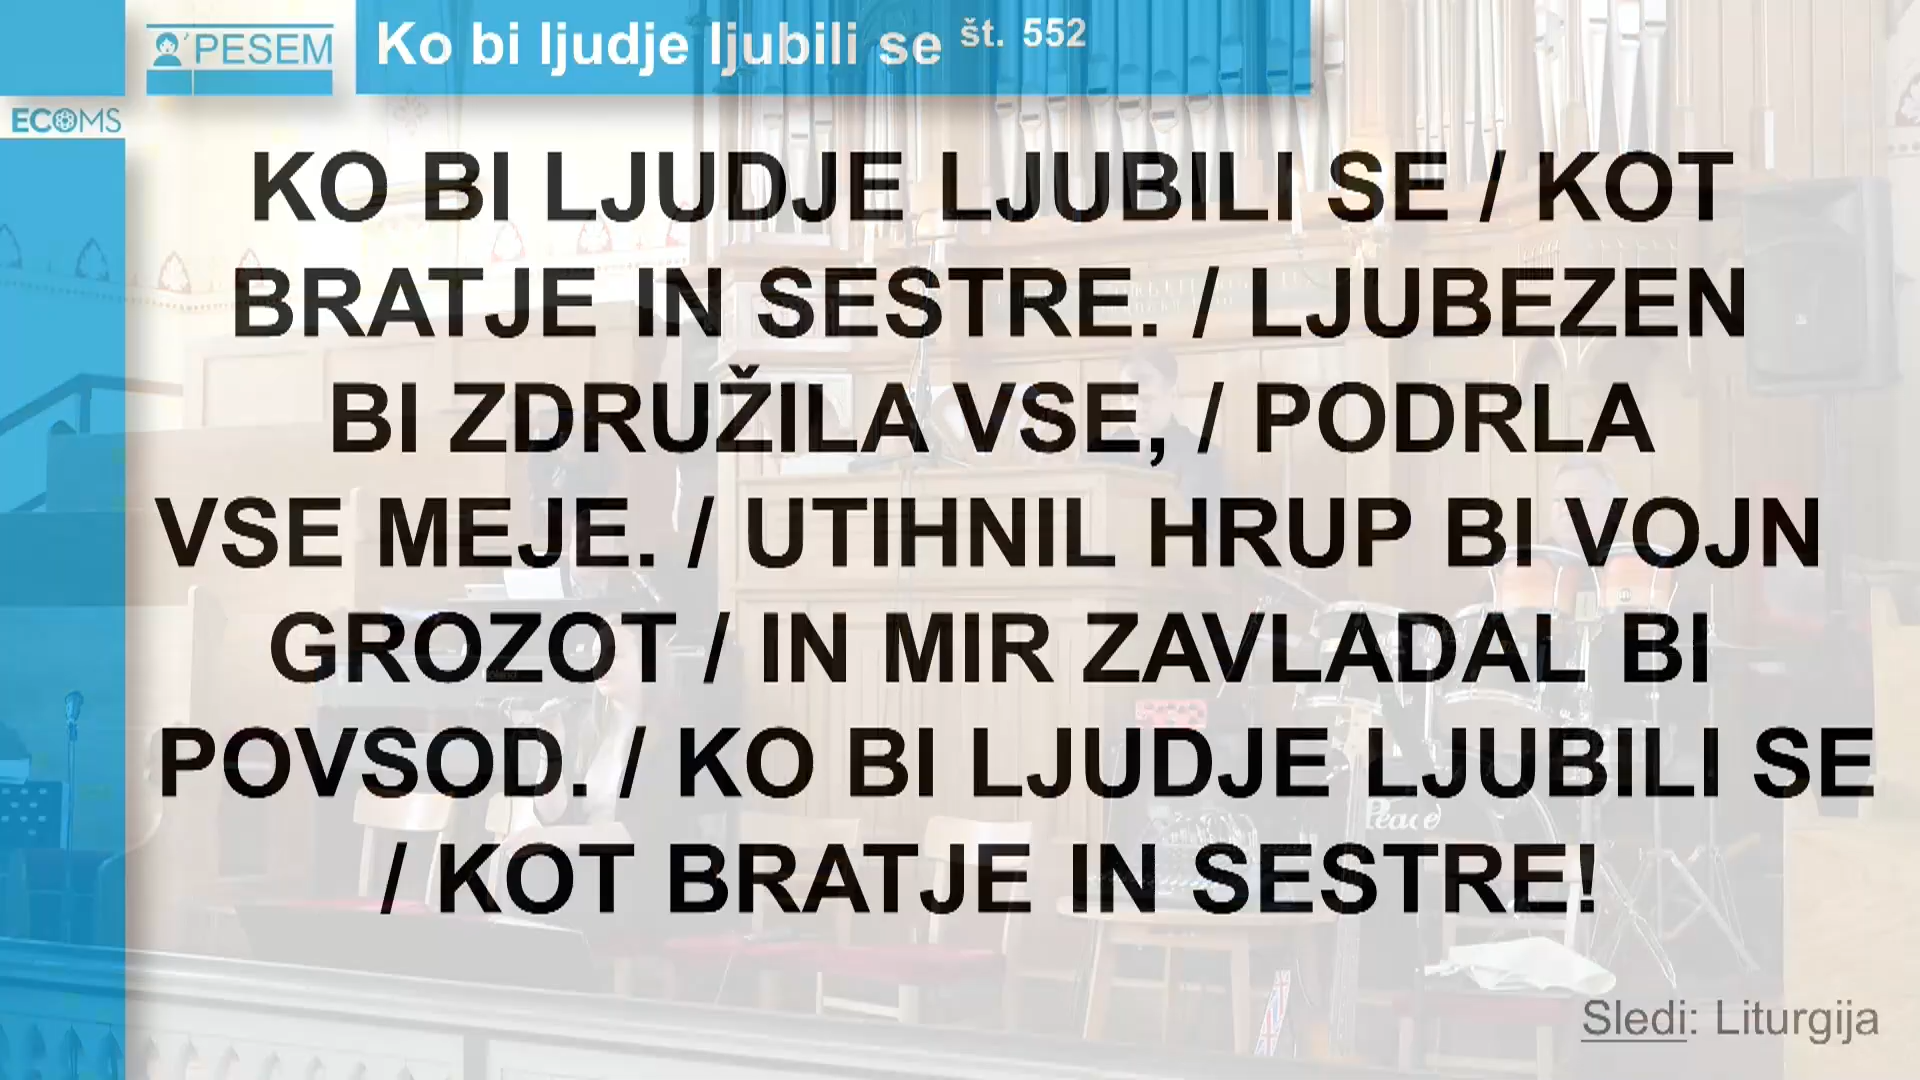 PESEM
Ko bi ljudje ljubili se št. 552
ECOMS
KO BI LJUDJE LJUBILI SE / KOT
BRATJE IN SESTRE. / LJUBEZEN
BI ZDRUŽILA VSE, / PODRLA
VSE MEJE. / UTIHNIL HRUP BI VOJN
GROZOT / IN MIR ZAVLADAL BI
POVSOD. / KO BI LJUDJE LJUBILI SE
/ KOT BRATJE IN SESTRE!
Peace
Sledi: Liturgija